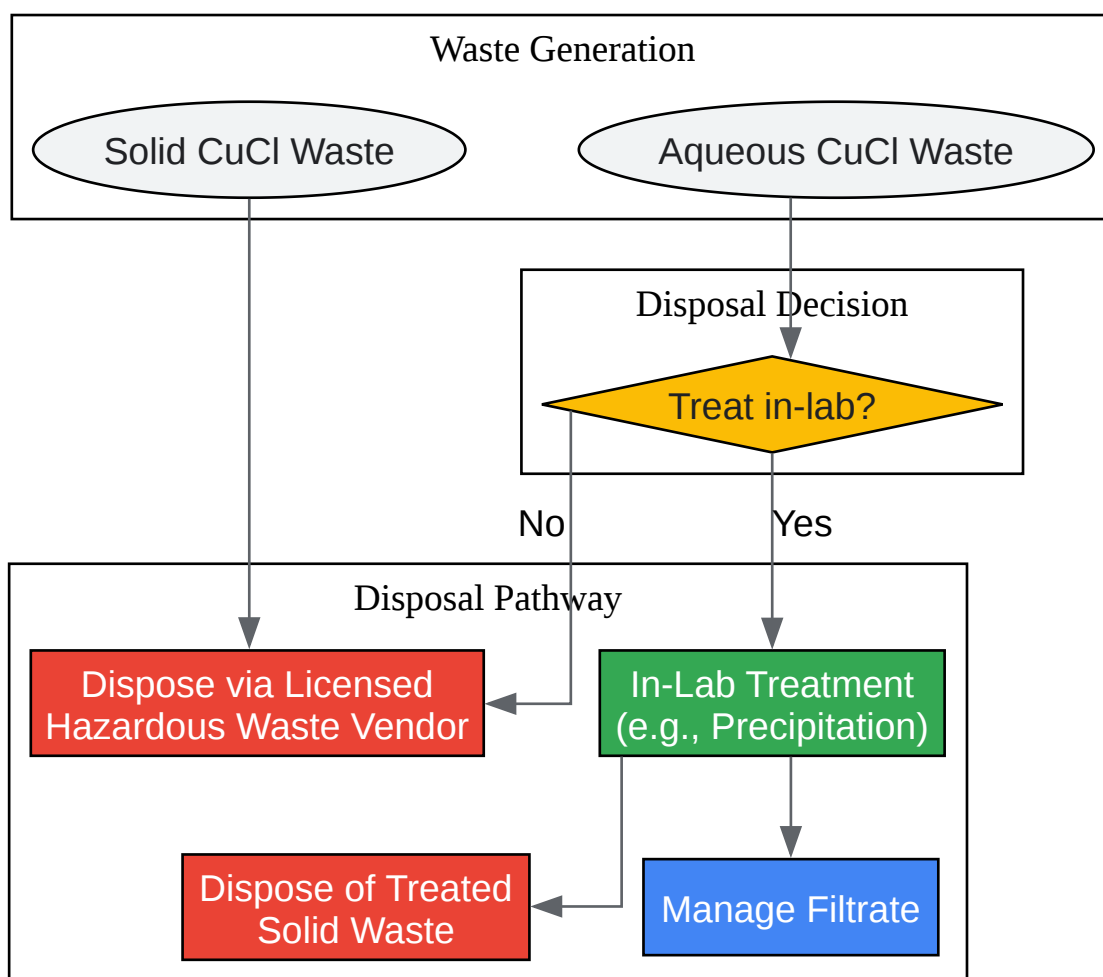 Waste Generation
Solid CuCl Waste
Aqueous CuCl Waste
Disposal Decision
Treat in-lab?
No
Yes
Disposal Pathway
Dispose via Licensed
Hazardous Waste Vendor
In-Lab Treatment
(e.g., Precipitation)
Dispose of Treated
Solid Waste
Manage Filtrate